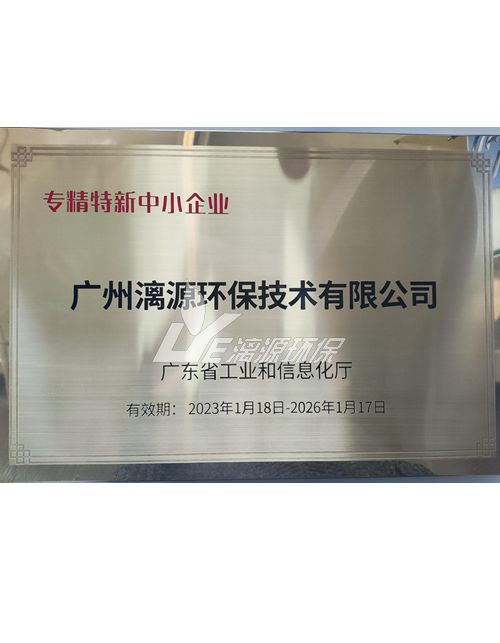 专精特新中小企业
广州漓源环保技术有限公司
LYE漓源环保
广东省工业和信息化厅
有效期： 2023年1月18日-2026年1月17日